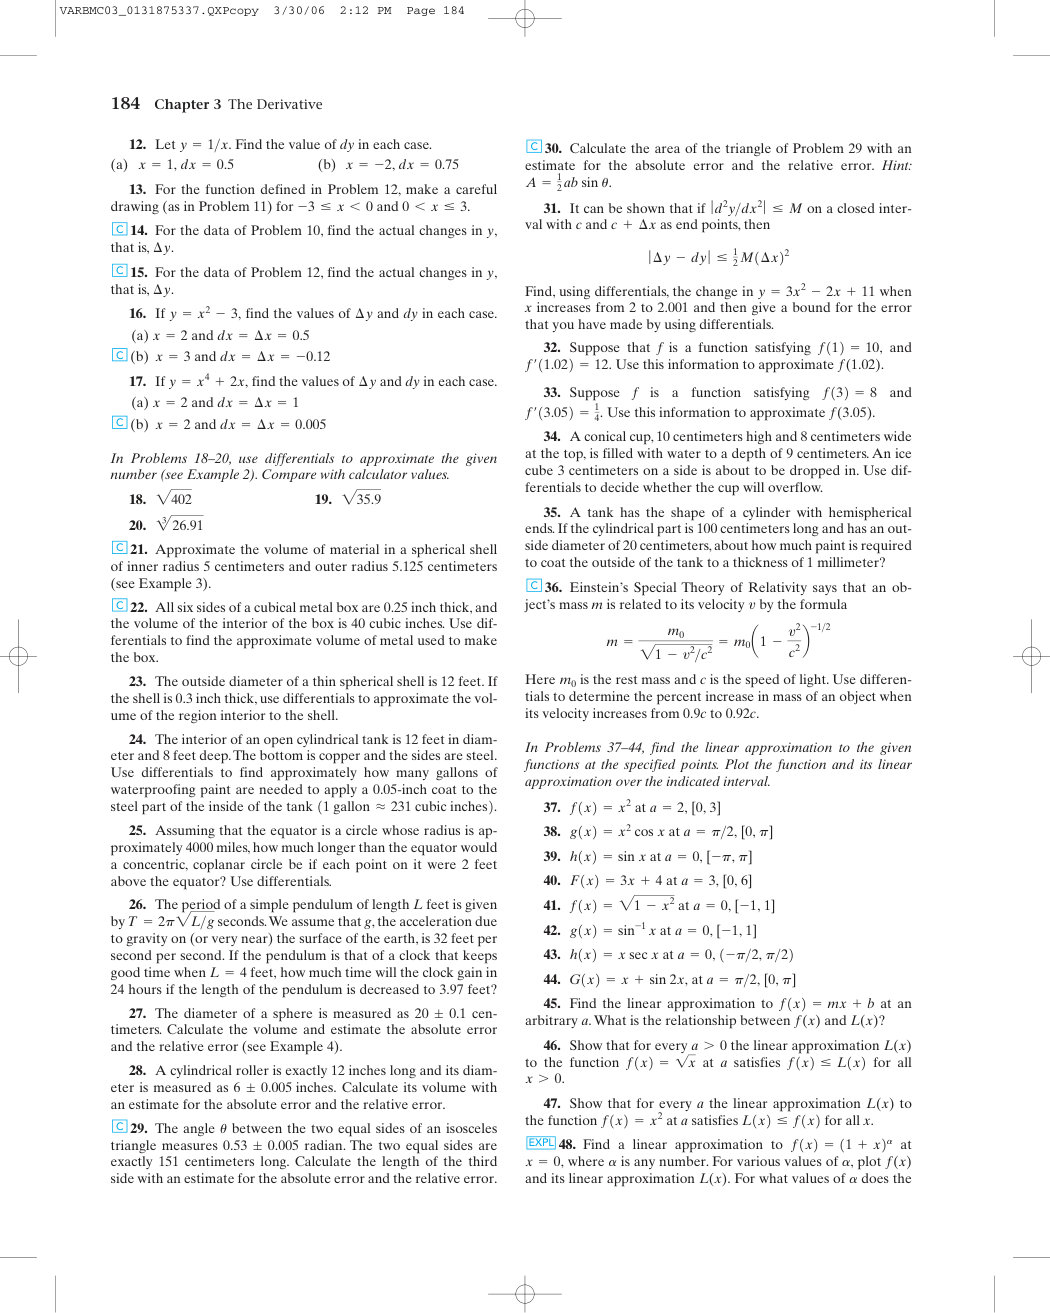 VARBMC03_0131875337.QXPcopy 3/30/06 2:12 PM Page 184
184 Chapter 3 The Derivative
12. Let y = 1/x. Find the value of dy in each case.
(a) x = 1, dx = 0.5 (b) x = −2, dx = 0.75
13. For the function defined in Problem 12, make a careful
drawing (as in Problem 11) for −3 ≤ x < 0 and 0 < x ≤ 3.
C 14. For the data of Problem 10, find the actual changes in y,
that is, Δy.
C 15. For the data of Problem 12, find the actual changes in y,
that is, Δy.
16. If y = x² − 3, find the values of Δy and dy in each case.
(a) x = 2 and dx = Δx = 0.5
C (b) x = 3 and dx = Δx = −0.12
17. If y = x⁴ + 2x, find the values of Δy and dy in each case.
(a) x = 2 and dx = Δx = 1
C (b) x = 2 and dx = Δx = 0.005
In Problems 18–20, use differentials to approximate the given
number (see Example 2). Compare with calculator values.
18. √402 19. √35.9
20. ∛26.91
C 21. Approximate the volume of material in a spherical shell
of inner radius 5 centimeters and outer radius 5.125 centimeters
(see Example 3).
C 22. All six sides of a cubical metal box are 0.25 inch thick, and
the volume of the interior of the box is 40 cubic inches. Use dif-
ferentials to find the approximate volume of metal used to make
the box.
23. The outside diameter of a thin spherical shell is 12 feet. If
the shell is 0.3 inch thick, use differentials to approximate the vol-
ume of the region interior to the shell.
24. The interior of an open cylindrical tank is 12 feet in diam-
eter and 8 feet deep. The bottom is copper and the sides are steel.
Use differentials to find approximately how many gallons of
waterproofing paint are needed to apply a 0.05-inch coat to the
steel part of the inside of the tank (1 gallon ≈ 231 cubic inches).
25. Assuming that the equator is a circle whose radius is ap-
proximately 4000 miles, how much longer than the equator would
a concentric, coplanar circle be if each point on it were 2 feet
above the equator? Use differentials.
26. The period of a simple pendulum of length L feet is given
by T = 2π√L/g seconds. We assume that g, the acceleration due
to gravity on (or very near) the surface of the earth, is 32 feet per
second per second. If the pendulum is that of a clock that keeps
good time when L = 4 feet, how much time will the clock gain in
24 hours if the length of the pendulum is decreased to 3.97 feet?
27. The diameter of a sphere is measured as 20 ± 0.1 cen-
timeters. Calculate the volume and estimate the absolute error
and the relative error (see Example 4).
28. A cylindrical roller is exactly 12 inches long and its diam-
eter is measured as 6 ± 0.005 inches. Calculate its volume with
an estimate for the absolute error and the relative error.
C 29. The angle θ between the two equal sides of an isosceles
triangle measures 0.53 ± 0.005 radian. The two equal sides are
exactly 151 centimeters long. Calculate the length of the third
side with an estimate for the absolute error and the relative error.
C 30. Calculate the area of the triangle of Problem 29 with an
estimate for the absolute error and the relative error. Hint:
A = ½ab sin θ.
31. It can be shown that if |d²y/dx²| ≤ M on a closed inter-
val with c and c + Δx as end points, then
|Δy − dy| ≤ ½M(Δx)²
Find, using differentials, the change in y = 3x² − 2x + 11 when
x increases from 2 to 2.001 and then give a bound for the error
that you have made by using differentials.
32. Suppose that f is a function satisfying f(1) = 10, and
f′(1.02) = 12. Use this information to approximate f(1.02).
33. Suppose f is a function satisfying f(3) = 8 and
f′(3.05) = ¼. Use this information to approximate f(3.05).
34. A conical cup, 10 centimeters high and 8 centimeters wide
at the top, is filled with water to a depth of 9 centimeters. An ice
cube 3 centimeters on a side is about to be dropped in. Use dif-
ferentials to decide whether the cup will overflow.
35. A tank has the shape of a cylinder with hemispherical
ends. If the cylindrical part is 100 centimeters long and has an out-
side diameter of 20 centimeters, about how much paint is required
to coat the outside of the tank to a thickness of 1 millimeter?
C 36. Einstein's Special Theory of Relativity says that an ob-
ject's mass m is related to its velocity v by the formula
m = m₀/√(1 − v²/c²) = m₀(1 − v²/c²)^(−1/2)
Here m₀ is the rest mass and c is the speed of light. Use differen-
tials to determine the percent increase in mass of an object when
its velocity increases from 0.9c to 0.92c.
In Problems 37–44, find the linear approximation to the given
functions at the specified points. Plot the function and its linear
approximation over the indicated interval.
37. f(x) = x² at a = 2, [0, 3]
38. g(x) = x² cos x at a = π/2, [0, π]
39. h(x) = sin x at a = 0, [−π, π]
40. F(x) = 3x + 4 at a = 3, [0, 6]
41. f(x) = √(1 − x²) at a = 0, [−1, 1]
42. g(x) = sin⁻¹ x at a = 0, [−1, 1]
43. h(x) = x sec x at a = 0, (−π/2, π/2)
44. G(x) = x + sin 2x, at a = π/2, [0, π]
45. Find the linear approximation to f(x) = mx + b at an
arbitrary a. What is the relationship between f(x) and L(x)?
46. Show that for every a > 0 the linear approximation L(x)
to the function f(x) = √x at a satisfies f(x) ≤ L(x) for all
x > 0.
47. Show that for every a the linear approximation L(x) to
the function f(x) = x² at a satisfies L(x) ≤ f(x) for all x.
EXPL 48. Find a linear approximation to f(x) = (1 + x)^α at
x = 0, where α is any number. For various values of α, plot f(x)
and its linear approximation L(x). For what values of α does the